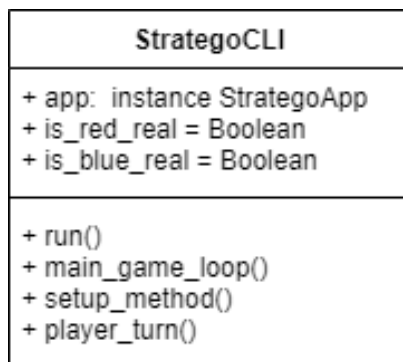 StrategoCLI
+ app: instance StrategoApp
+ is_red_real = Boolean
+ is_blue_real = Boolean
+ run()
+ main_game_loop()
+ setup_method()
+ player_turn()